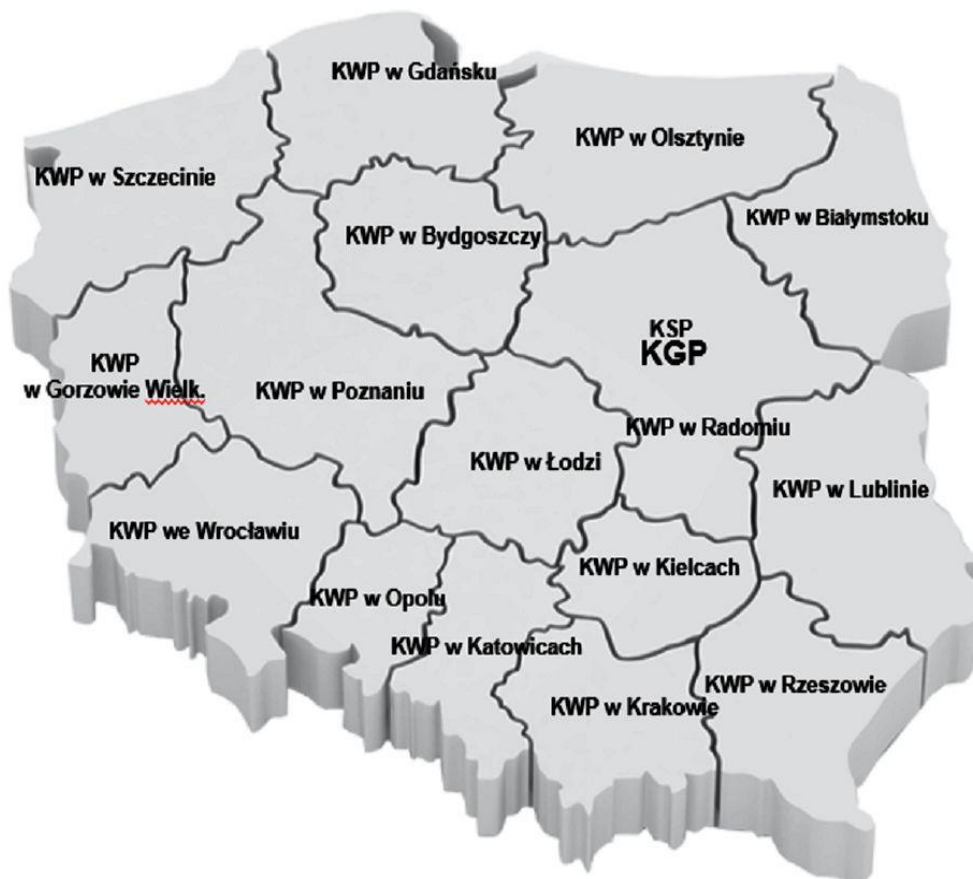 KWP w Gdańsku
KWP w Olsztynie
KWP w Szczecinie
KWP w Białymstoku
KWP w Bydgoszczy
KSP
KGP
KWP
w Gorzowie Wielk.
KWP w Poznaniu
KWP w Radomiu
KWP w Łodzi
KWP w Lublinie
KWP we Wrocławiu
KWP w Kielcach
KWP w Opolu
KWP w Katowicach
KWP w Rzeszowie
KWP w Krakowie